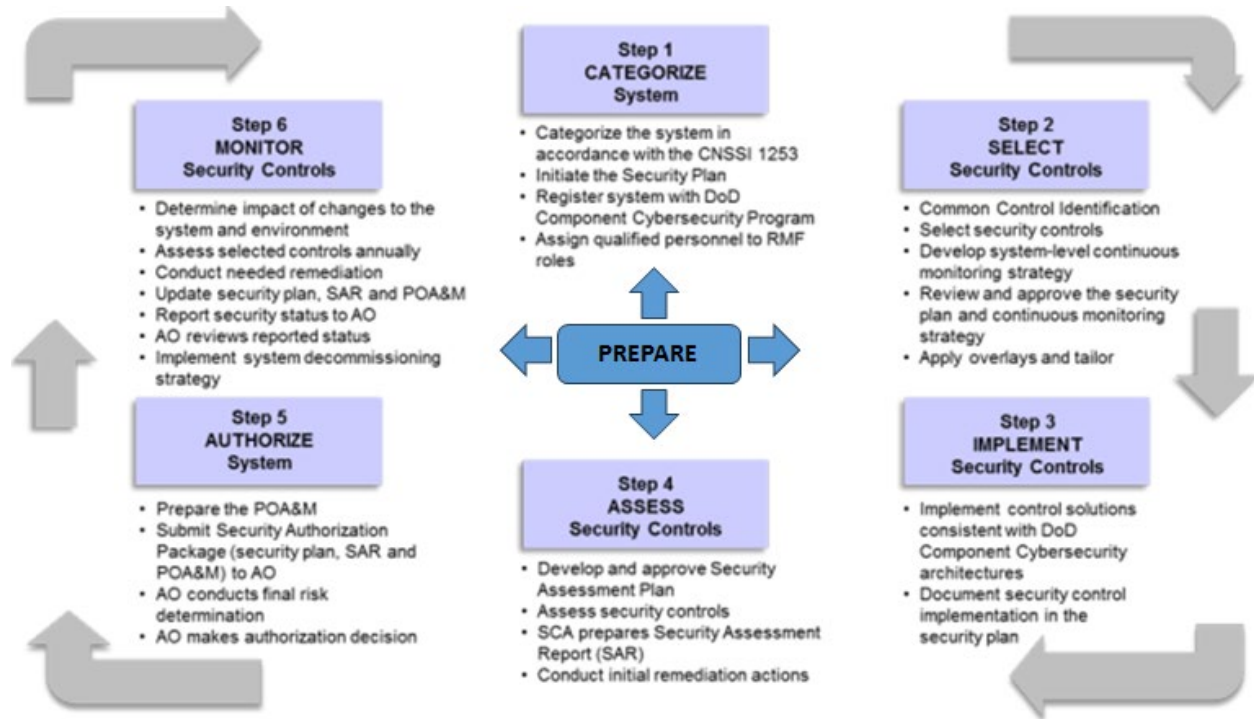 Step 1
CATEGORIZE
System
• Categorize the system in
accordance with the CNSSI 1253
• Initiate the Security Plan
• Register system with DoD
Component Cybersecurity Program
• Assign qualified personnel to RMF
roles
Step 2
SELECT
Security Controls
• Common Control Identification
• Select security controls
• Develop system-level continuous
monitoring strategy
• Review and approve the security
plan and continuous monitoring
strategy
• Apply overlays and tailor
Step 3
IMPLEMENT
Security Controls
• Implement control solutions
consistent with DoD
Component Cybersecurity
architectures
• Document security control
implementation in the
security plan
Step 4
ASSESS
Security Controls
• Develop and approve Security
Assessment Plan
• Assess security controls
• SCA prepares Security Assessment
Report (SAR)
• Conduct initial remediation actions
Step 5
AUTHORIZE
System
• Prepare the POA&M
• Submit Security Authorization
Package (security plan, SAR and
POA&M) to AO
• AO conducts final risk
determination
• AO makes authorization decision
Step 6
MONITOR
Security Controls
• Determine impact of changes to the
system and environment
• Assess selected controls annually
• Conduct needed remediation
• Update security plan, SAR and POA&M
• Report security status to AO
• AO reviews reported status
• Implement system decommissioning
strategy
PREPARE